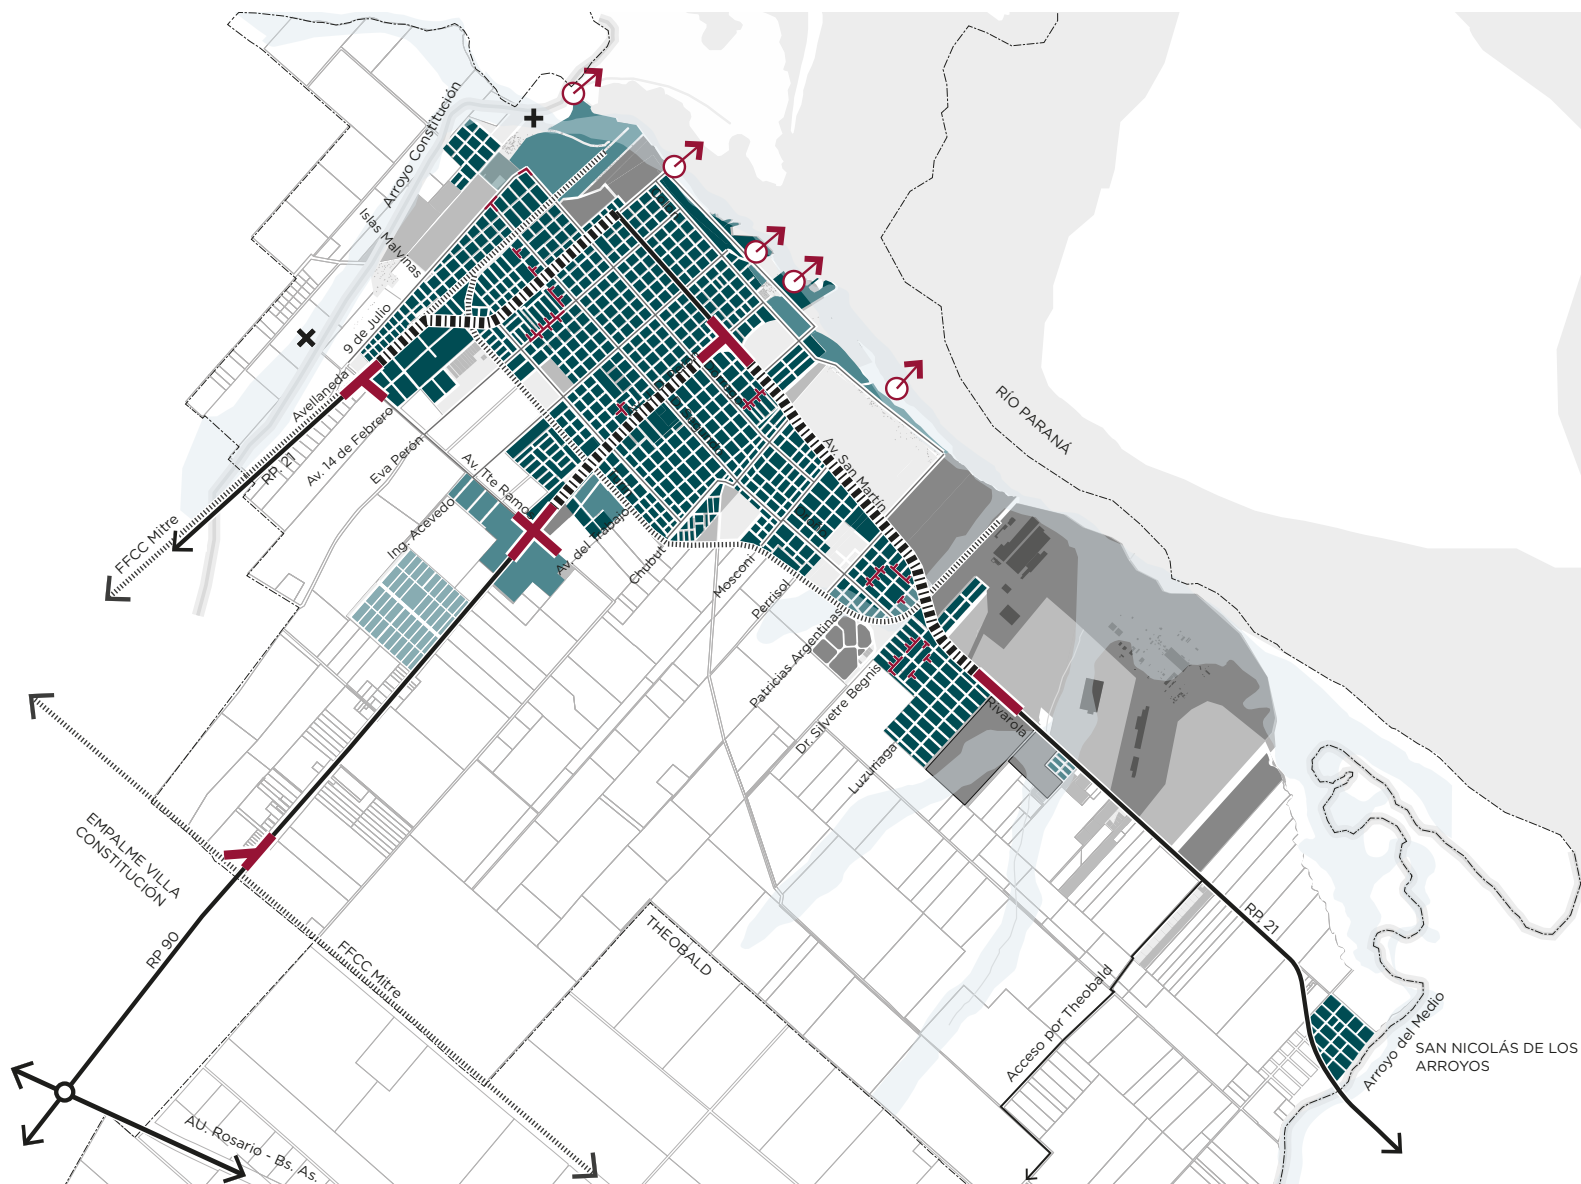 Arroyo Constitución
Islas Malvinas
9 de Julio
Avellaneda
RP. 21
Av. 14 de Febrero
Eva Perón
FFCC Mitre
Av. Tte Ramos
Ing. Acevedo
Av. del Trabajo
Chubut
Mosconi
Perrisol
Av. San Martín
RÍO PARANÁ
Patricias Argentinas
Dr. Silvetre Begnis
Luzuriaga
Rivarola
EMPALME VILLA
CONSTITUCIÓN
RP 90
FFCC Mitre
THEOBALD
RP. 21
Acceso por Theobald
Arroyo del Medio
SAN NICOLÁS DE LOS
ARROYOS
AU. Rosario - Bs. As.